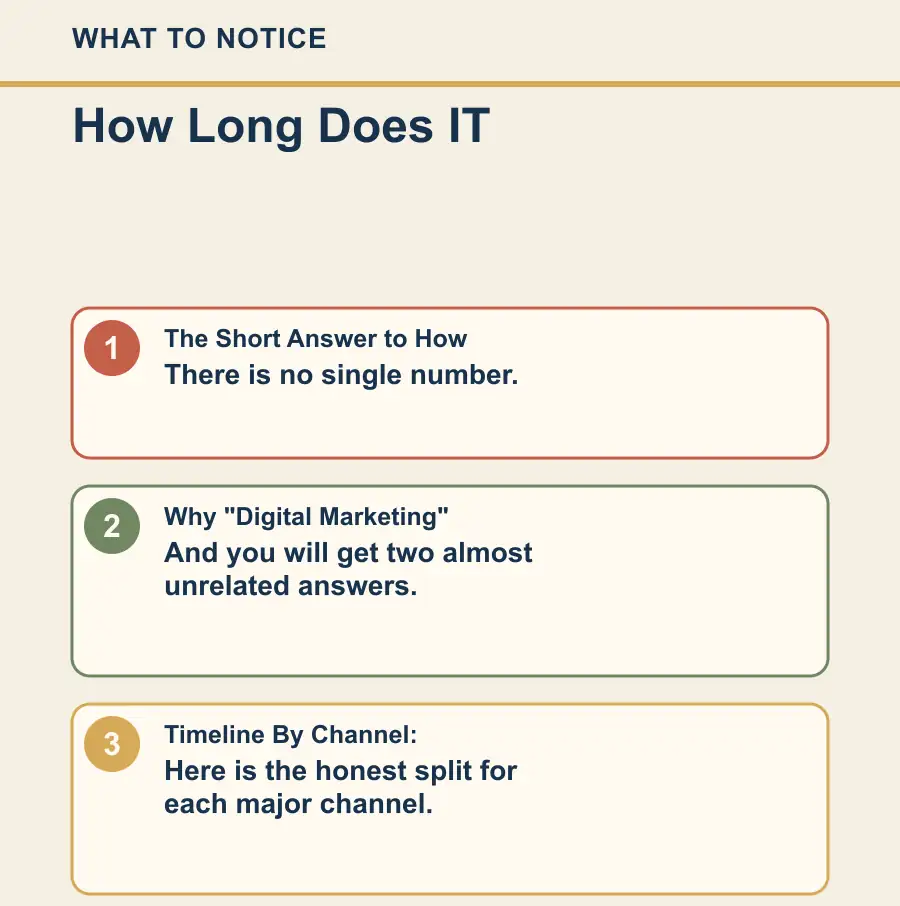 WHAT TO NOTICE
How Long Does IT
1
The Short Answer to How
There is no single number.
2
Why "Digital Marketing"
And you will get two almost
unrelated answers.
3
Timeline By Channel:
Here is the honest split for
each major channel.